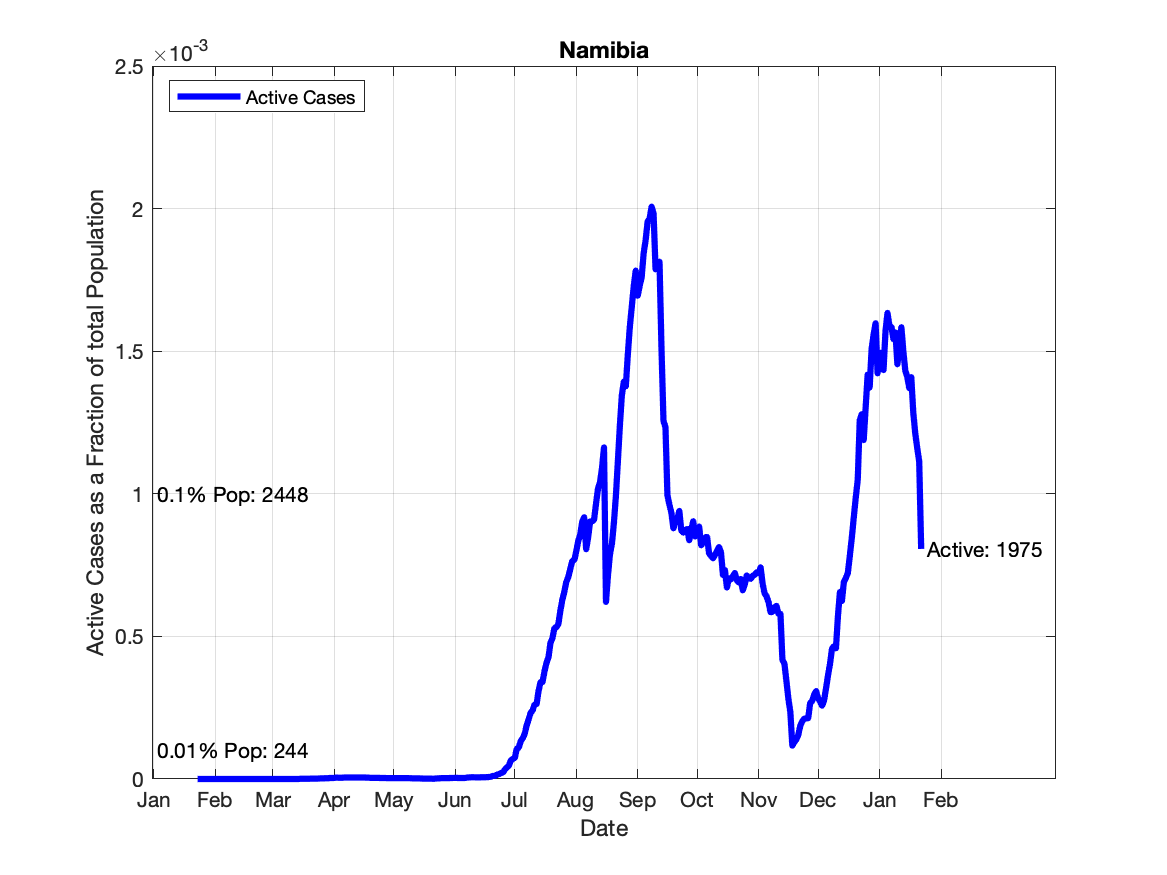 Namibia
×10-3
2.5
2
1.5
1
0.5
0
Active Cases
Active Cases as a Fraction of total Population
0.1% Pop: 2448
0.01% Pop: 244
Active: 1975
Jan Feb Mar Apr May Jun Jul Aug Sep Oct Nov Dec Jan Feb
Date